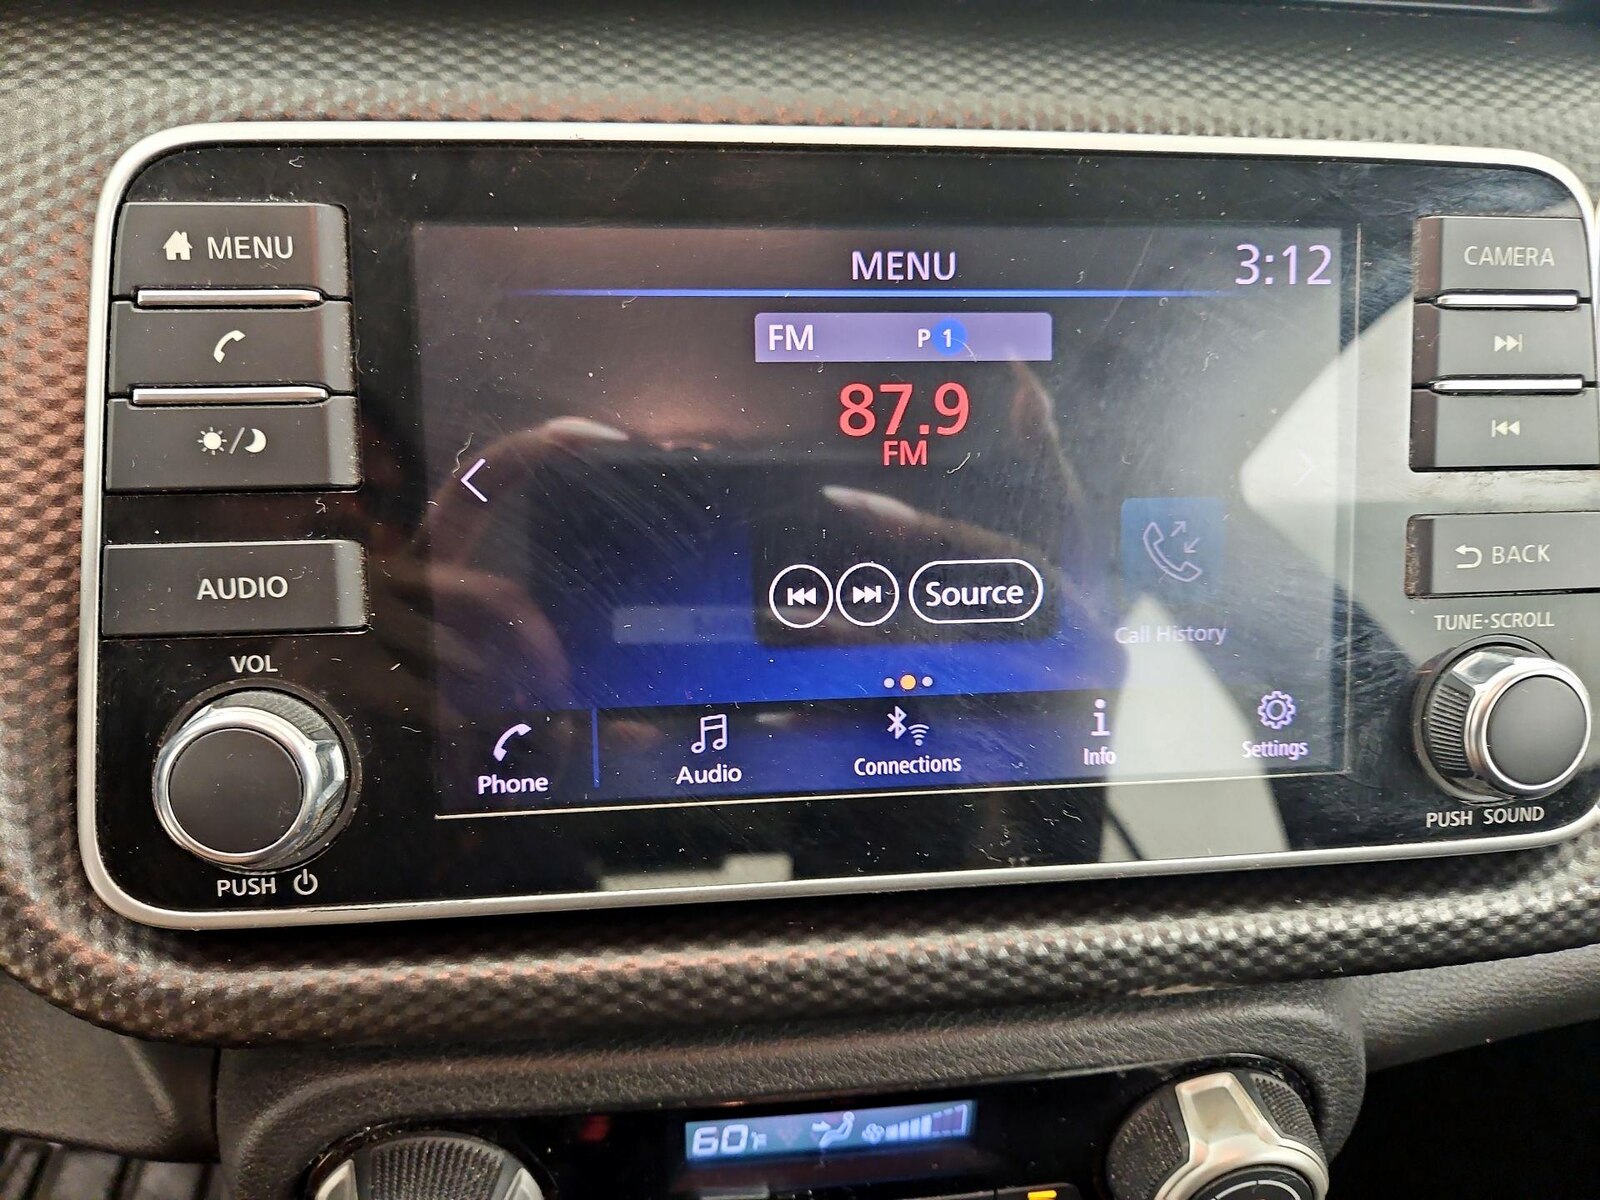 MENU
AUDIO
VOL
PUSH
MENU
3:12
FM P 1
87.9
FM
Source
Call History
Phone
Audio
Connections
Info
Settings
CAMERA
BACK
TUNE·SCROLL
PUSH SOUND
60°F